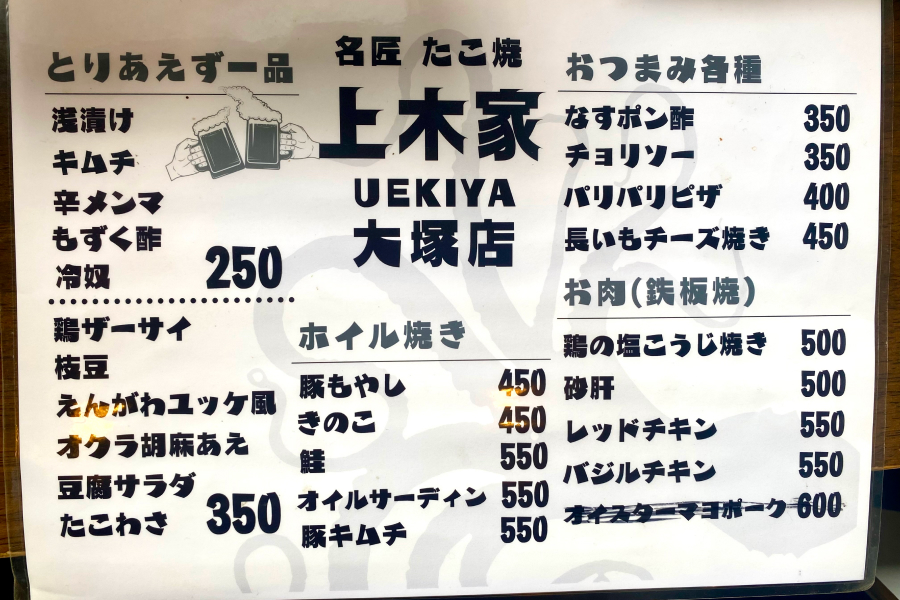 とりあえず一品
浅漬け
キムチ
辛メンマ
もずく酢
冷奴 250
鶏ザーサイ
枝豆
えんがわユッケ風
オクラ胡麻あえ
豆腐サラダ
たこわさ 350
名匠 たこ焼
上木家
UEKIYA
大塚店
ホイル焼き
豚もやし 450
きのこ 450
鮭 550
オイルサーディン 550
豚キムチ 550
おつまみ各種
なすポン酢 350
チョリソー 350
パリパリピザ 400
長いもチーズ焼き 450
お肉(鉄板焼)
鶏の塩こうじ焼き 500
砂肝 500
レッドチキン 550
バジルチキン 550
オイスターマヨポーク 600